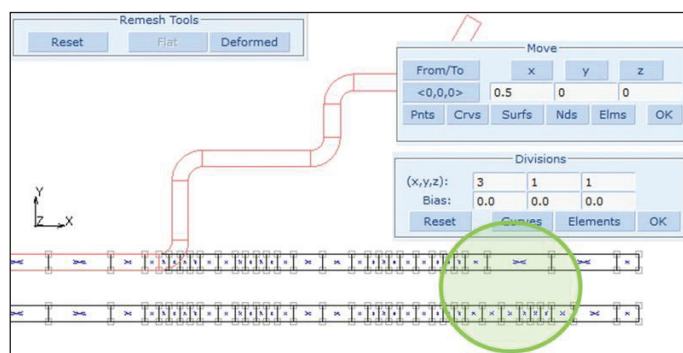 Remesh Tools
Reset Flat Deformed
Move
From/To x y z
<0,0,0> 0.5 0 0
Pnts Crvs Surfs Nds Elms OK
Divisions
(x,y,z): 3 1 1
Bias: 0.0 0.0 0.0
Reset Curves Elements OK
Y
Z X